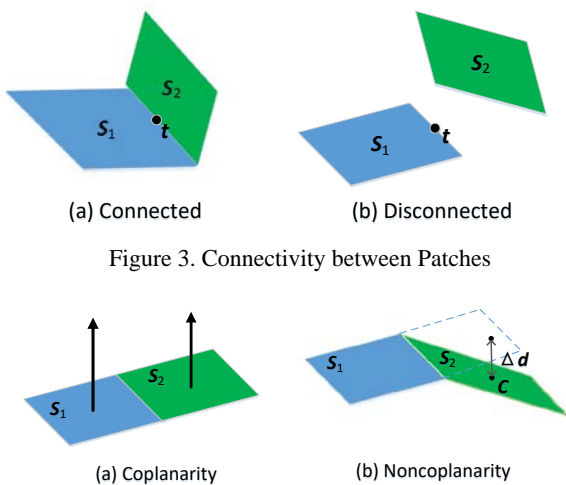 S₂
S₁
t
S₂
S₁
t
(a) Connected
(b) Disconnected
Figure 3. Connectivity between Patches
S₁
S₂
S₁
S₂
Δd
C
(a) Coplanarity
(b) Noncoplanarity